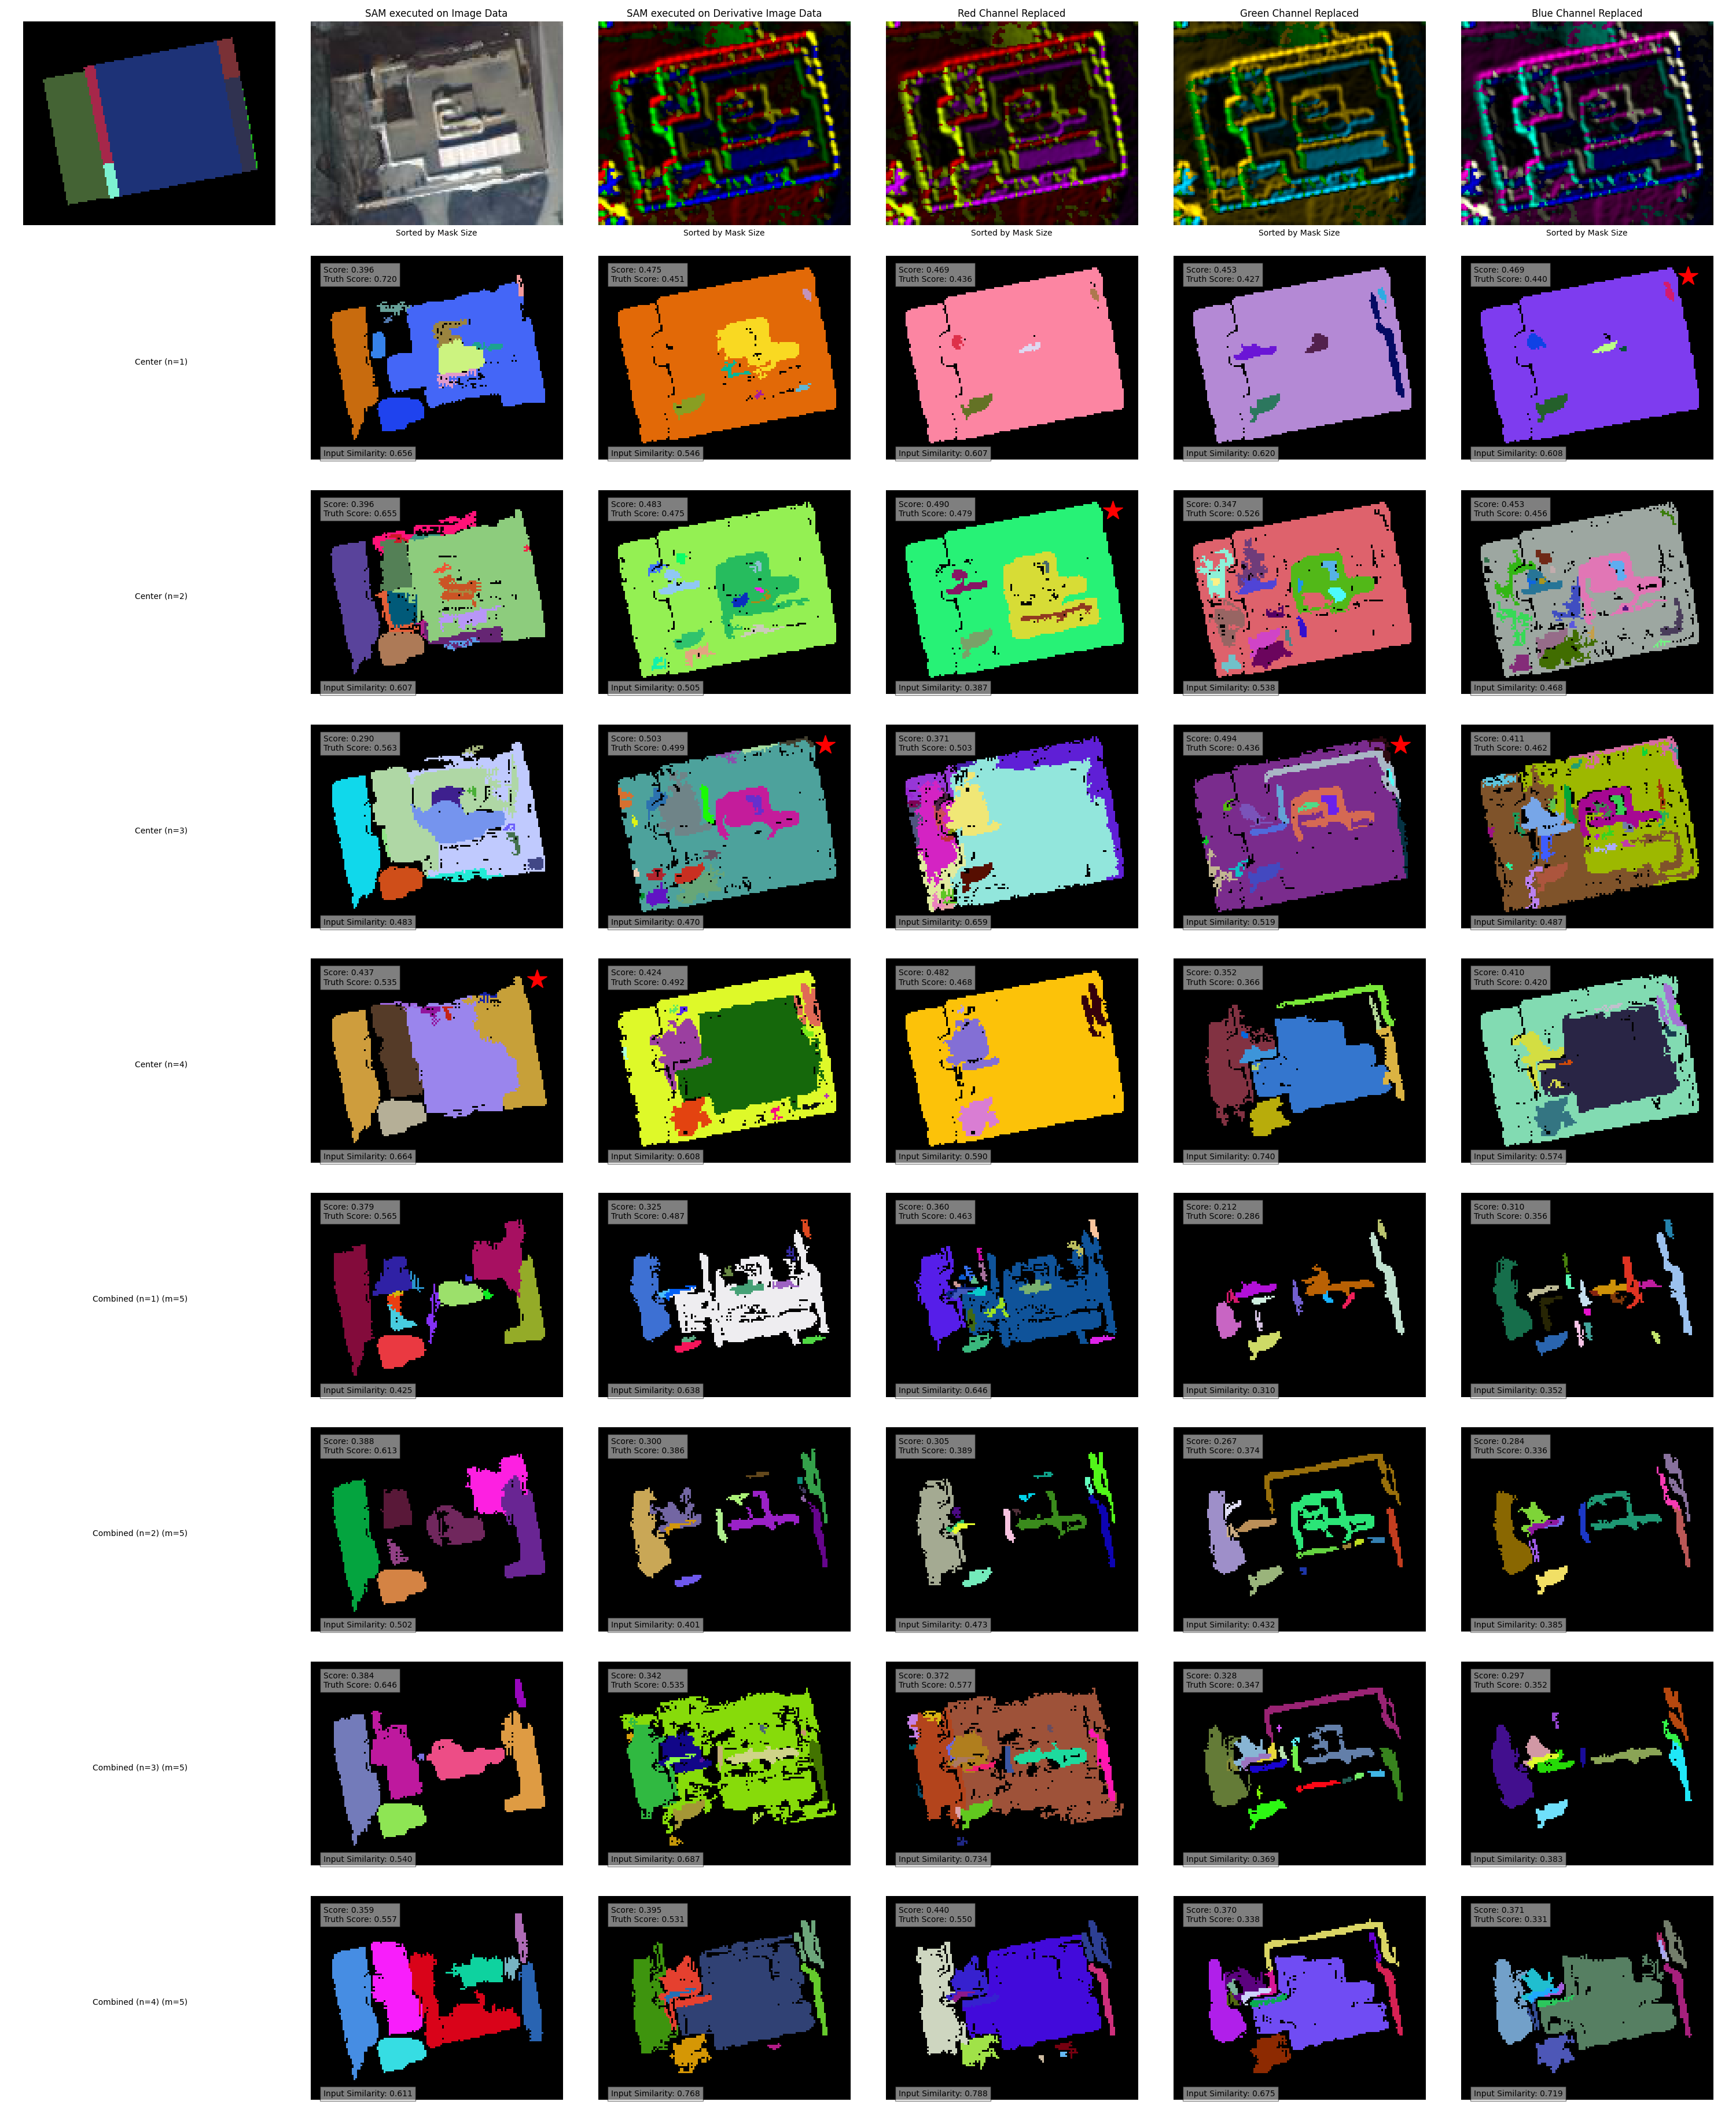 SAM executed on Image Data
SAM executed on Derivative Image Data
Red Channel Replaced
Green Channel Replaced
Blue Channel Replaced
Sorted by Mask Size
Sorted by Mask Size
Sorted by Mask Size
Sorted by Mask Size
Sorted by Mask Size
Center (n=1)
Score: 0.396
Truth Score: 0.720
Input Similarity: 0.656
Score: 0.475
Truth Score: 0.451
Input Similarity: 0.546
Score: 0.469
Truth Score: 0.436
Input Similarity: 0.607
Score: 0.453
Truth Score: 0.427
Input Similarity: 0.620
Score: 0.469
Truth Score: 0.440
Input Similarity: 0.608
Center (n=2)
Score: 0.396
Truth Score: 0.655
Input Similarity: 0.607
Score: 0.483
Truth Score: 0.475
Input Similarity: 0.505
Score: 0.490
Truth Score: 0.479
Input Similarity: 0.387
Score: 0.347
Truth Score: 0.526
Input Similarity: 0.538
Score: 0.453
Truth Score: 0.456
Input Similarity: 0.468
Center (n=3)
Score: 0.290
Truth Score: 0.563
Input Similarity: 0.483
Score: 0.503
Truth Score: 0.499
Input Similarity: 0.470
Score: 0.371
Truth Score: 0.503
Input Similarity: 0.659
Score: 0.494
Truth Score: 0.436
Input Similarity: 0.519
Score: 0.411
Truth Score: 0.462
Input Similarity: 0.487
Center (n=4)
Score: 0.437
Truth Score: 0.535
Input Similarity: 0.664
Score: 0.424
Truth Score: 0.492
Input Similarity: 0.608
Score: 0.482
Truth Score: 0.468
Input Similarity: 0.590
Score: 0.352
Truth Score: 0.366
Input Similarity: 0.740
Score: 0.410
Truth Score: 0.420
Input Similarity: 0.574
Combined (n=1) (m=5)
Score: 0.379
Truth Score: 0.565
Input Similarity: 0.425
Score: 0.325
Truth Score: 0.487
Input Similarity: 0.638
Score: 0.360
Truth Score: 0.463
Input Similarity: 0.646
Score: 0.212
Truth Score: 0.286
Input Similarity: 0.310
Score: 0.310
Truth Score: 0.356
Input Similarity: 0.352
Combined (n=2) (m=5)
Score: 0.388
Truth Score: 0.613
Input Similarity: 0.502
Score: 0.300
Truth Score: 0.386
Input Similarity: 0.401
Score: 0.305
Truth Score: 0.389
Input Similarity: 0.473
Score: 0.267
Truth Score: 0.374
Input Similarity: 0.432
Score: 0.284
Truth Score: 0.336
Input Similarity: 0.385
Combined (n=3) (m=5)
Score: 0.384
Truth Score: 0.646
Input Similarity: 0.540
Score: 0.342
Truth Score: 0.535
Input Similarity: 0.687
Score: 0.372
Truth Score: 0.577
Input Similarity: 0.734
Score: 0.328
Truth Score: 0.347
Input Similarity: 0.369
Score: 0.297
Truth Score: 0.352
Input Similarity: 0.383
Combined (n=4) (m=5)
Score: 0.359
Truth Score: 0.557
Input Similarity: 0.611
Score: 0.395
Truth Score: 0.531
Input Similarity: 0.768
Score: 0.440
Truth Score: 0.550
Input Similarity: 0.788
Score: 0.370
Truth Score: 0.338
Input Similarity: 0.675
Score: 0.371
Truth Score: 0.331
Input Similarity: 0.719